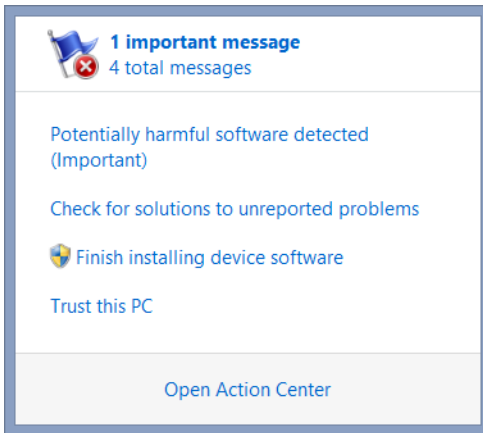 1 important message
4 total messages
Potentially harmful software detected
(Important)
Check for solutions to unreported problems
Finish installing device software
Trust this PC
Open Action Center